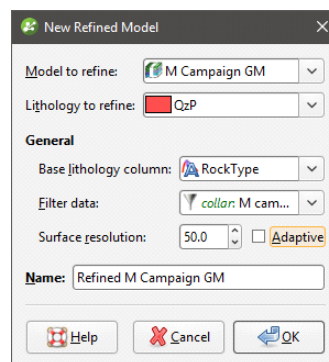 New Refined Model
Model to refine: M Campaign GM
Lithology to refine: QzP
General
Base lithology column: RockType
Filter data: collar: M cam...
Surface resolution: 50.0 Adaptive
Name: Refined M Campaign GM
Help Cancel OK